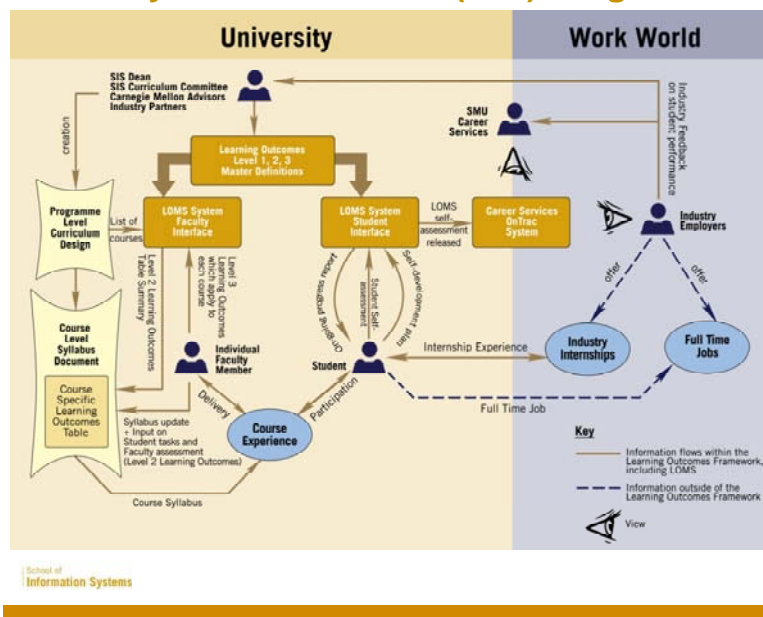 University
Work World
SIS Dean
SIS Curriculum Committee
Carnegie Mellon Advisors
Industry Partners
SMU
Career
Services
Industry Feedback
on student performance
creation
Learning Outcomes
Level 1, 2, 3
Master Definitions
Programme
Level
Curriculum
Design
List of
courses
LOMS System
Faculty
Interface
LOMS System
Student
Interface
LOMS
self-
assessment
released
Career Services
OnTrac
System
Industry
Employers
offer
offer
Level 2 Learning Outcomes
Table Summary
Level 3
Learning Outcomes
which apply to
each course
On-going progress report
Student Self-
assessment
Self-development plan
Course
Level
Syllabus
Document
Course
Specific
Learning
Outcomes
Table
Individual
Faculty
Member
Student
Internship Experience
Industry
Internships
Full Time
Jobs
Delivery
Participation
Full Time Job
Syllabus update
+ Input on
Student tasks and
Faculty assessment
(Level 2 Learning Outcomes)
Course
Experience
Course Syllabus
Key
Information flows within the
Learning Outcomes Framework,
including LOMS
Information outside of the
Learning Outcomes Framework
View
School of
Information Systems